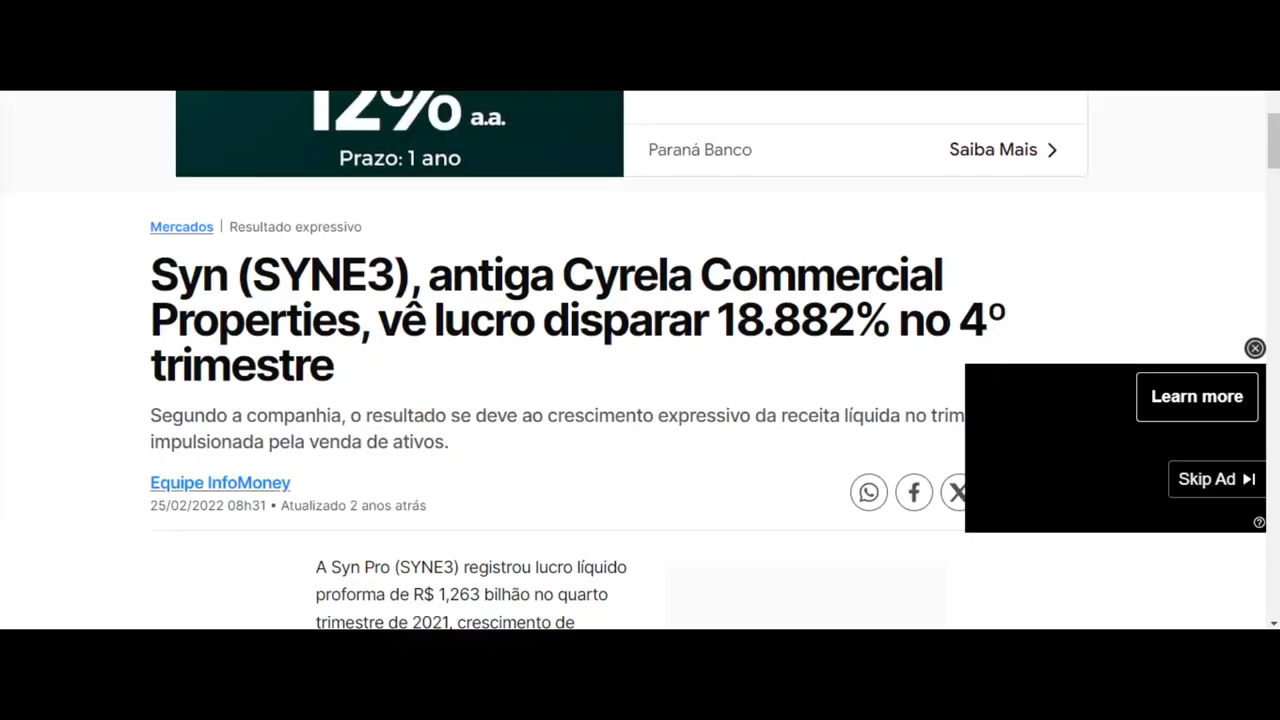 12% a.a.
Prazo: 1 ano
Paraná Banco
Saiba Mais
Mercados | Resultado expressivo
Syn (SYNE3), antiga Cyrela Commercial
Properties, vê lucro disparar 18.882% no 4º
trimestre
Segundo a companhia, o resultado se deve ao crescimento expressivo da receita líquida no trim
impulsionada pela venda de ativos.
Equipe InfoMoney
25/02/2022 08h31 • Atualizado 2 anos atrás
Learn more
Skip Ad
A Syn Pro (SYNE3) registrou lucro líquido
proforma de R$ 1,263 bilhão no quarto
trimestre de 2021, crescimento de